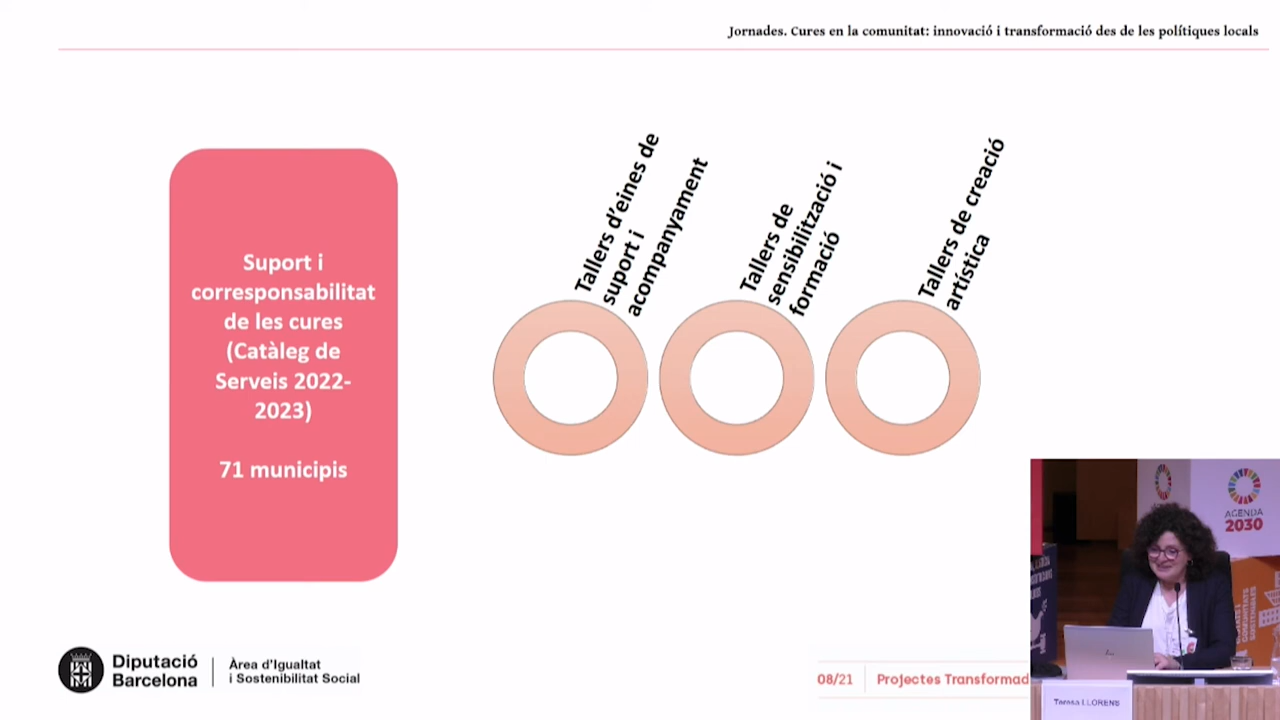 Jornades. Cures en la comunitat: innovació i transformació des de les polítiques locals
Suport i
corresponsabilitat
de les cures
(Catàleg de
Serveis 2022-
2023)
71 municipis
Tallers d'eines de
suport i
acompanyament
Tallers de
sensibilització i
formació
Tallers de creació
artística
Diputació
Barcelona
Àrea d'Igualtat
i Sostenibilitat Social
08/21
Projectes Transformad
AGENDA
2030
SOSTENIBLES
Teresa LLORENS